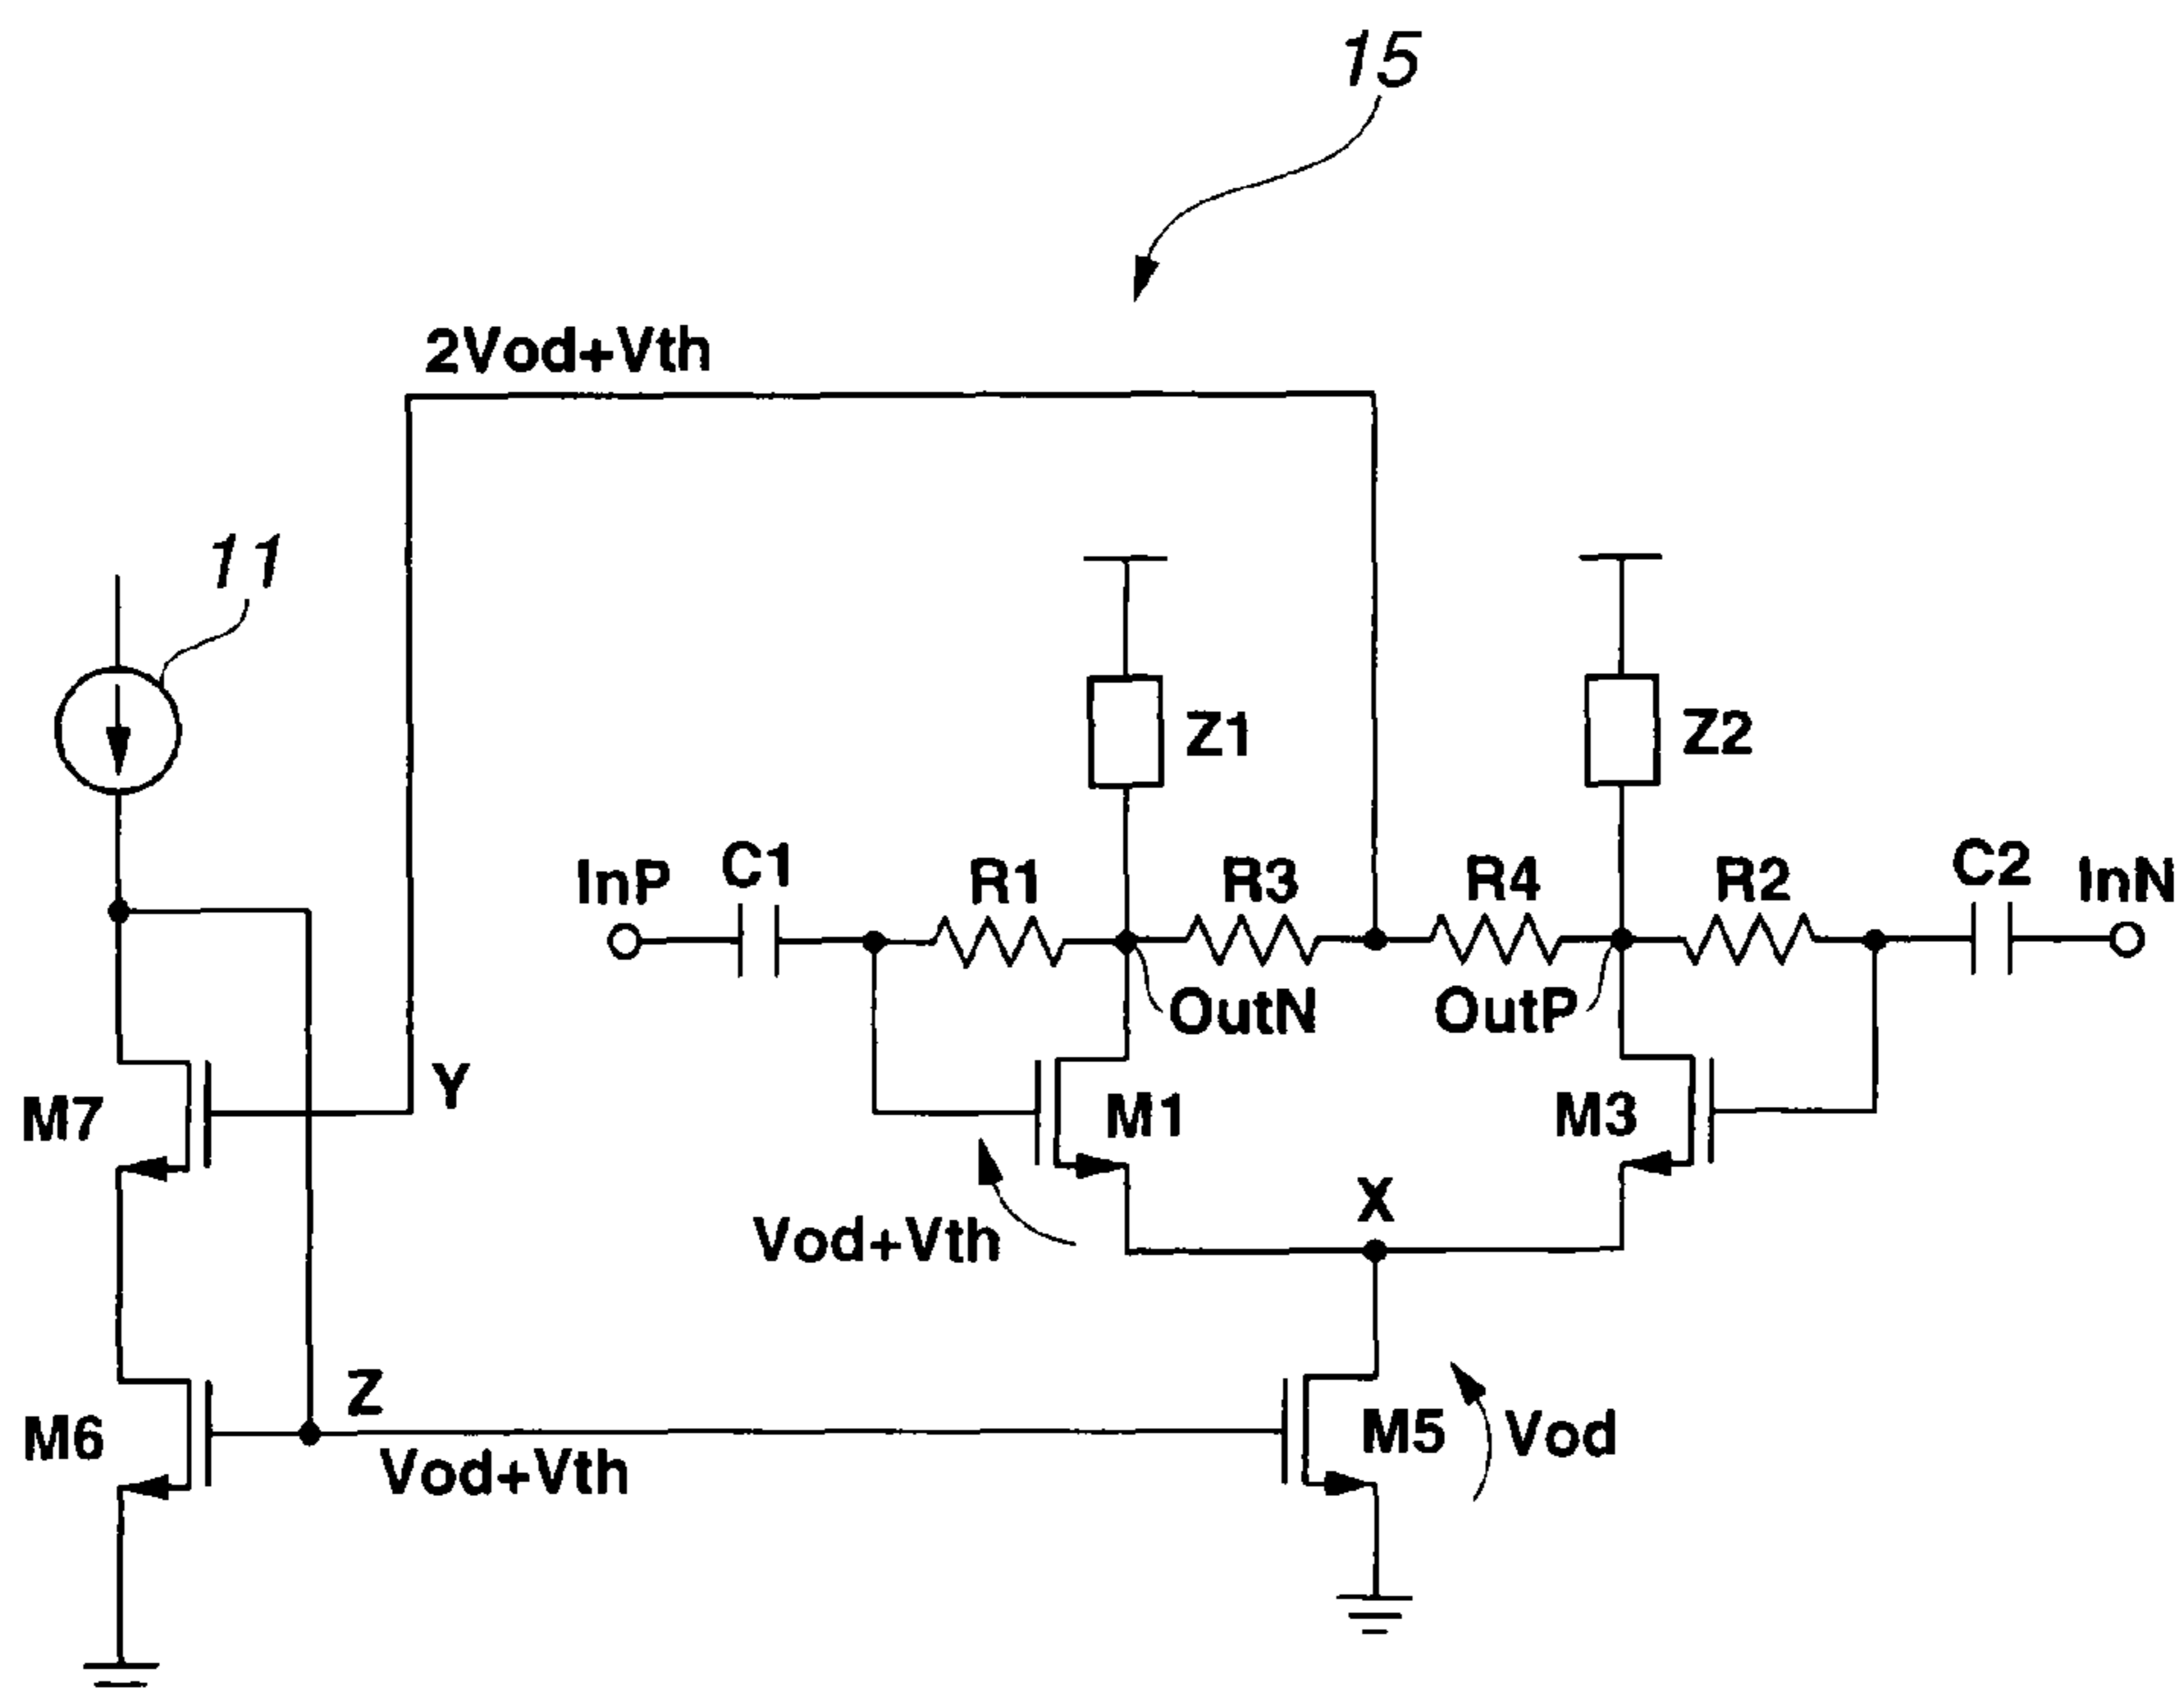 15
2Vod+Vth
11
Z1
Z2
InP
C1
R1
R3
R4
R2
C2
InN
OutN
OutP
M7
Y
M1
M3
Vod+Vth
X
Z
M6
Vod+Vth
M5
Vod